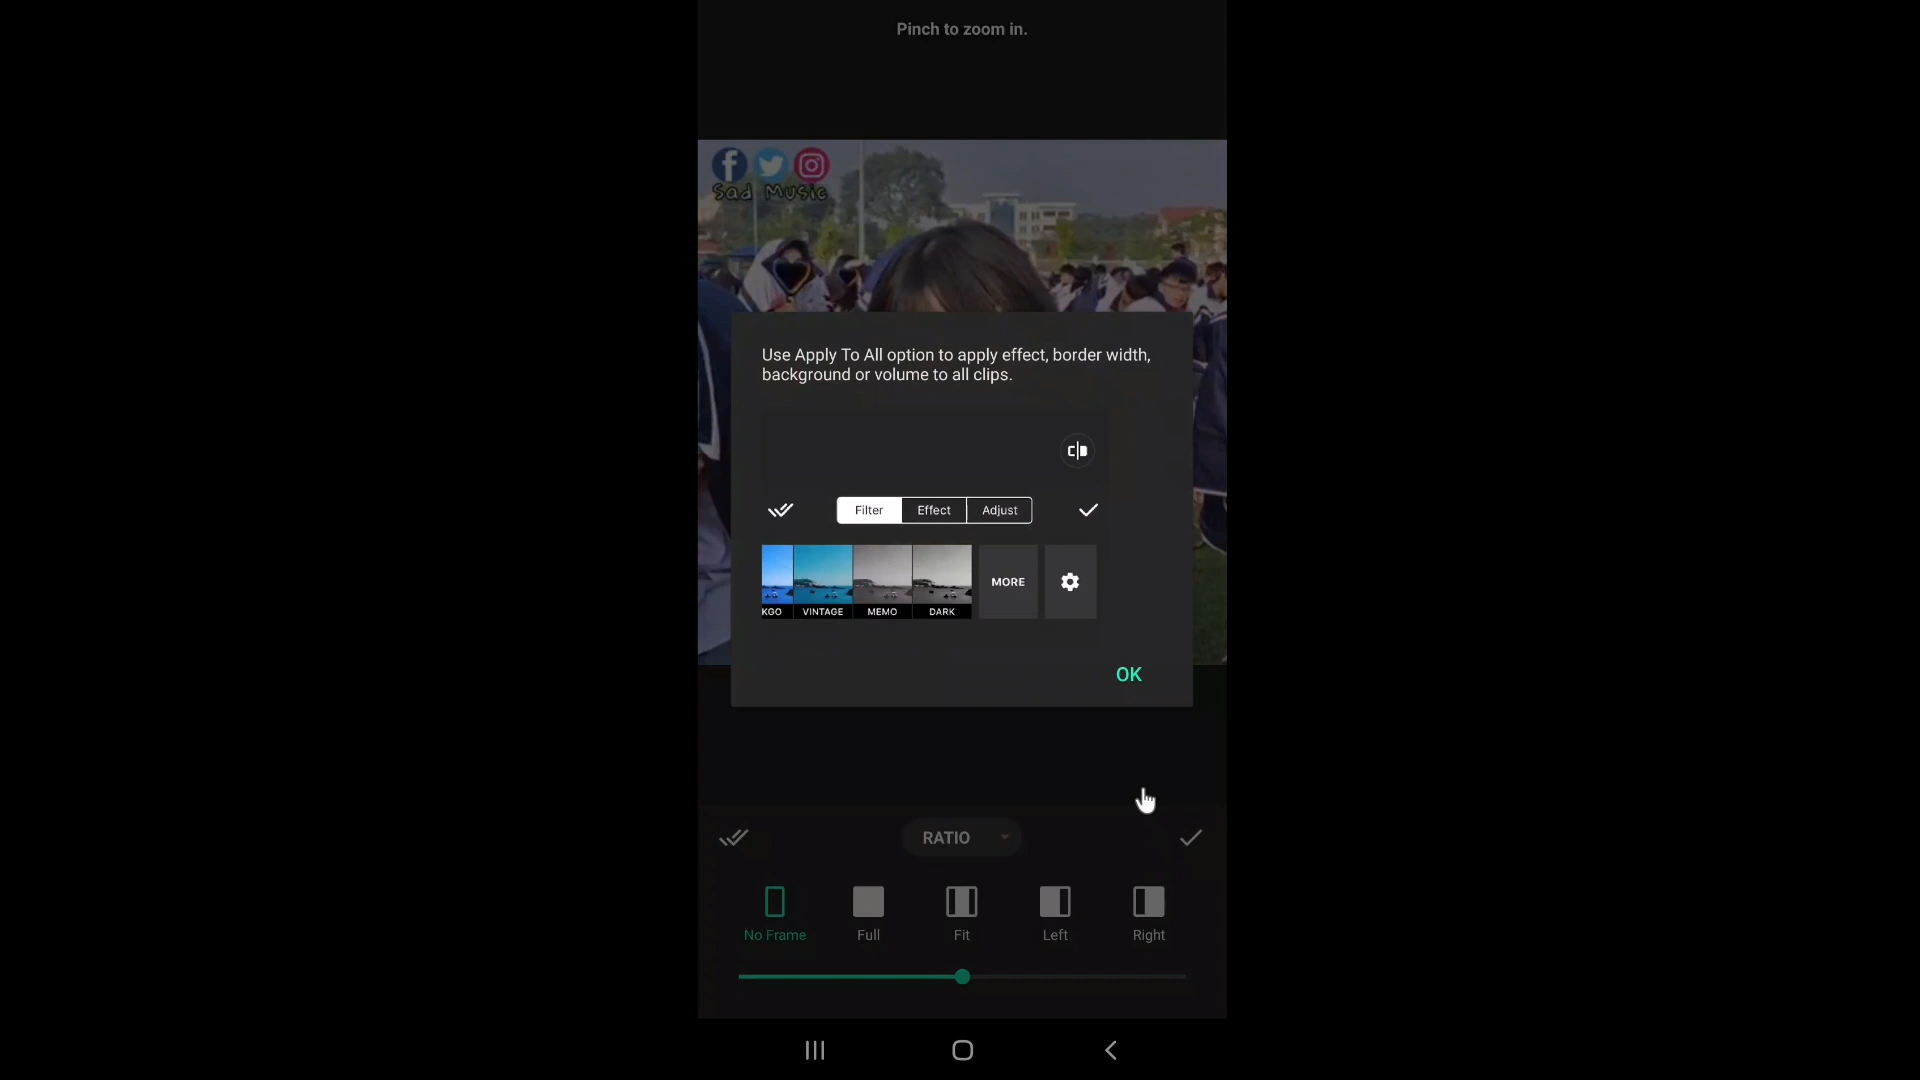 Pinch to zoom in.
Sad Music
Use Apply To All option to apply effect, border width,
background or volume to all clips.
Filter Effect Adjust
KGO VINTAGE MEMO DARK MORE
OK
RATIO
No Frame Full Fit Left Right